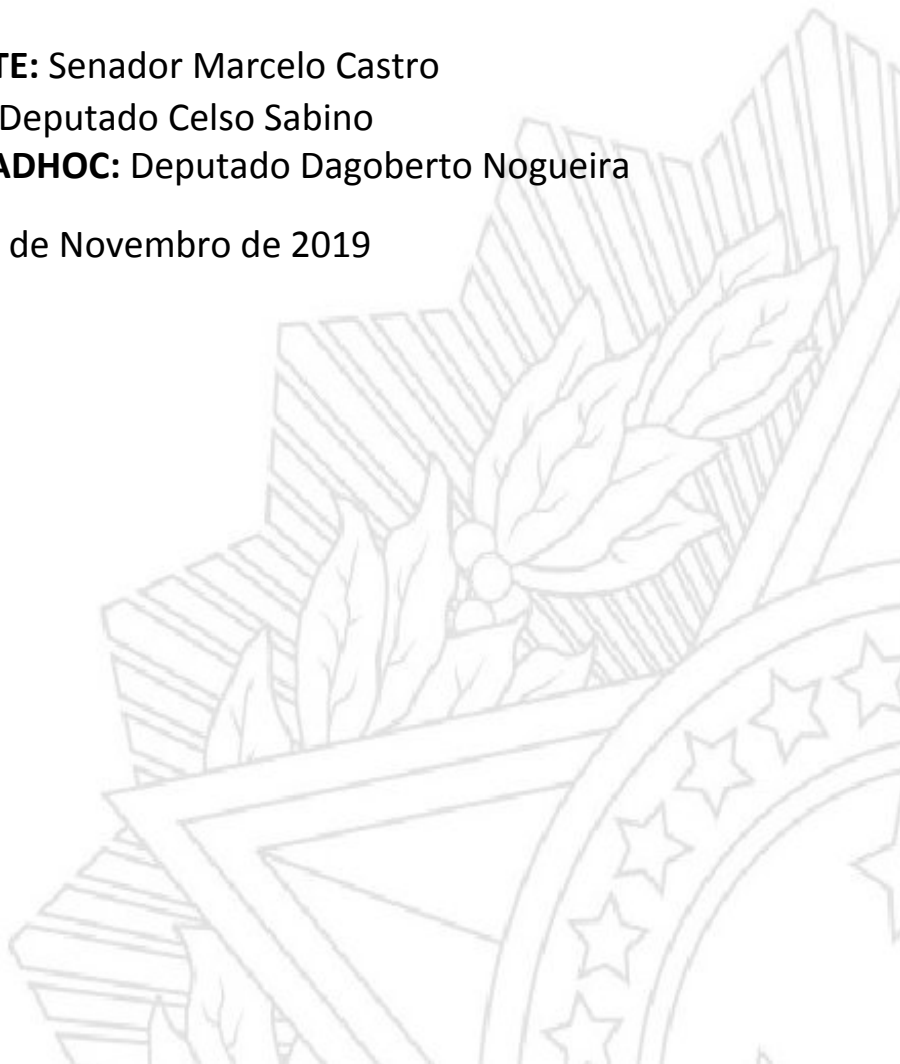 TE: Senador Marcelo Castro
Deputado Celso Sabino
ADHOC: Deputado Dagoberto Nogueira
de Novembro de 2019